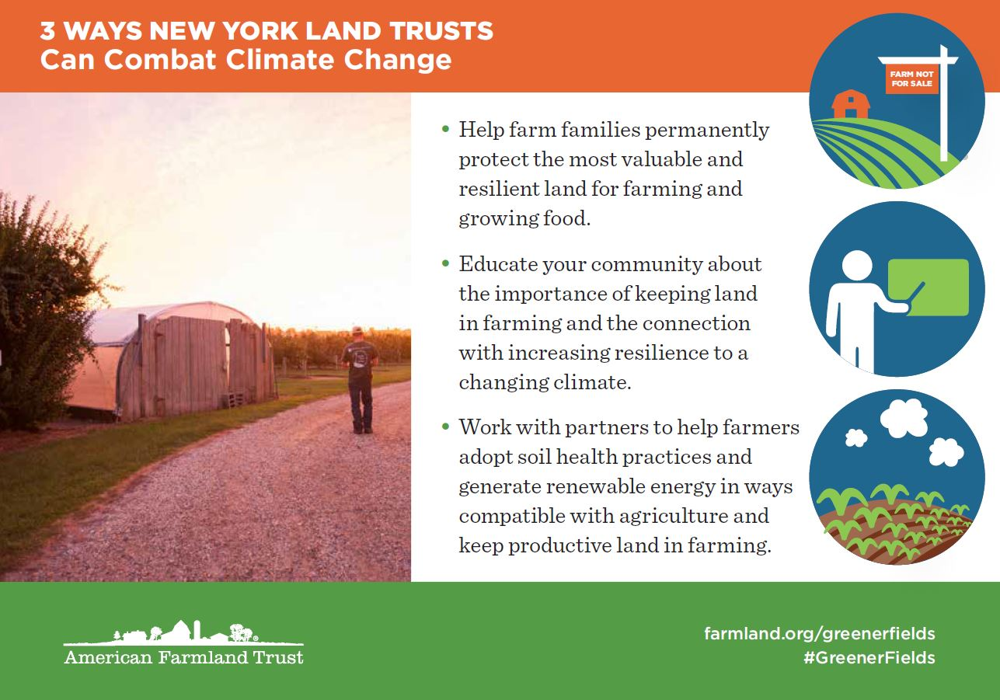 3 WAYS NEW YORK LAND TRUSTS
Can Combat Climate Change
FARM NOT
FOR SALE
• Help farm families permanently
protect the most valuable and
resilient land for farming and
growing food.
• Educate your community about
the importance of keeping land
in farming and the connection
with increasing resilience to a
changing climate.
• Work with partners to help farmers
adopt soil health practices and
generate renewable energy in ways
compatible with agriculture and
keep productive land in farming.
American Farmland Trust
farmland.org/greenerfields
#GreenerFields